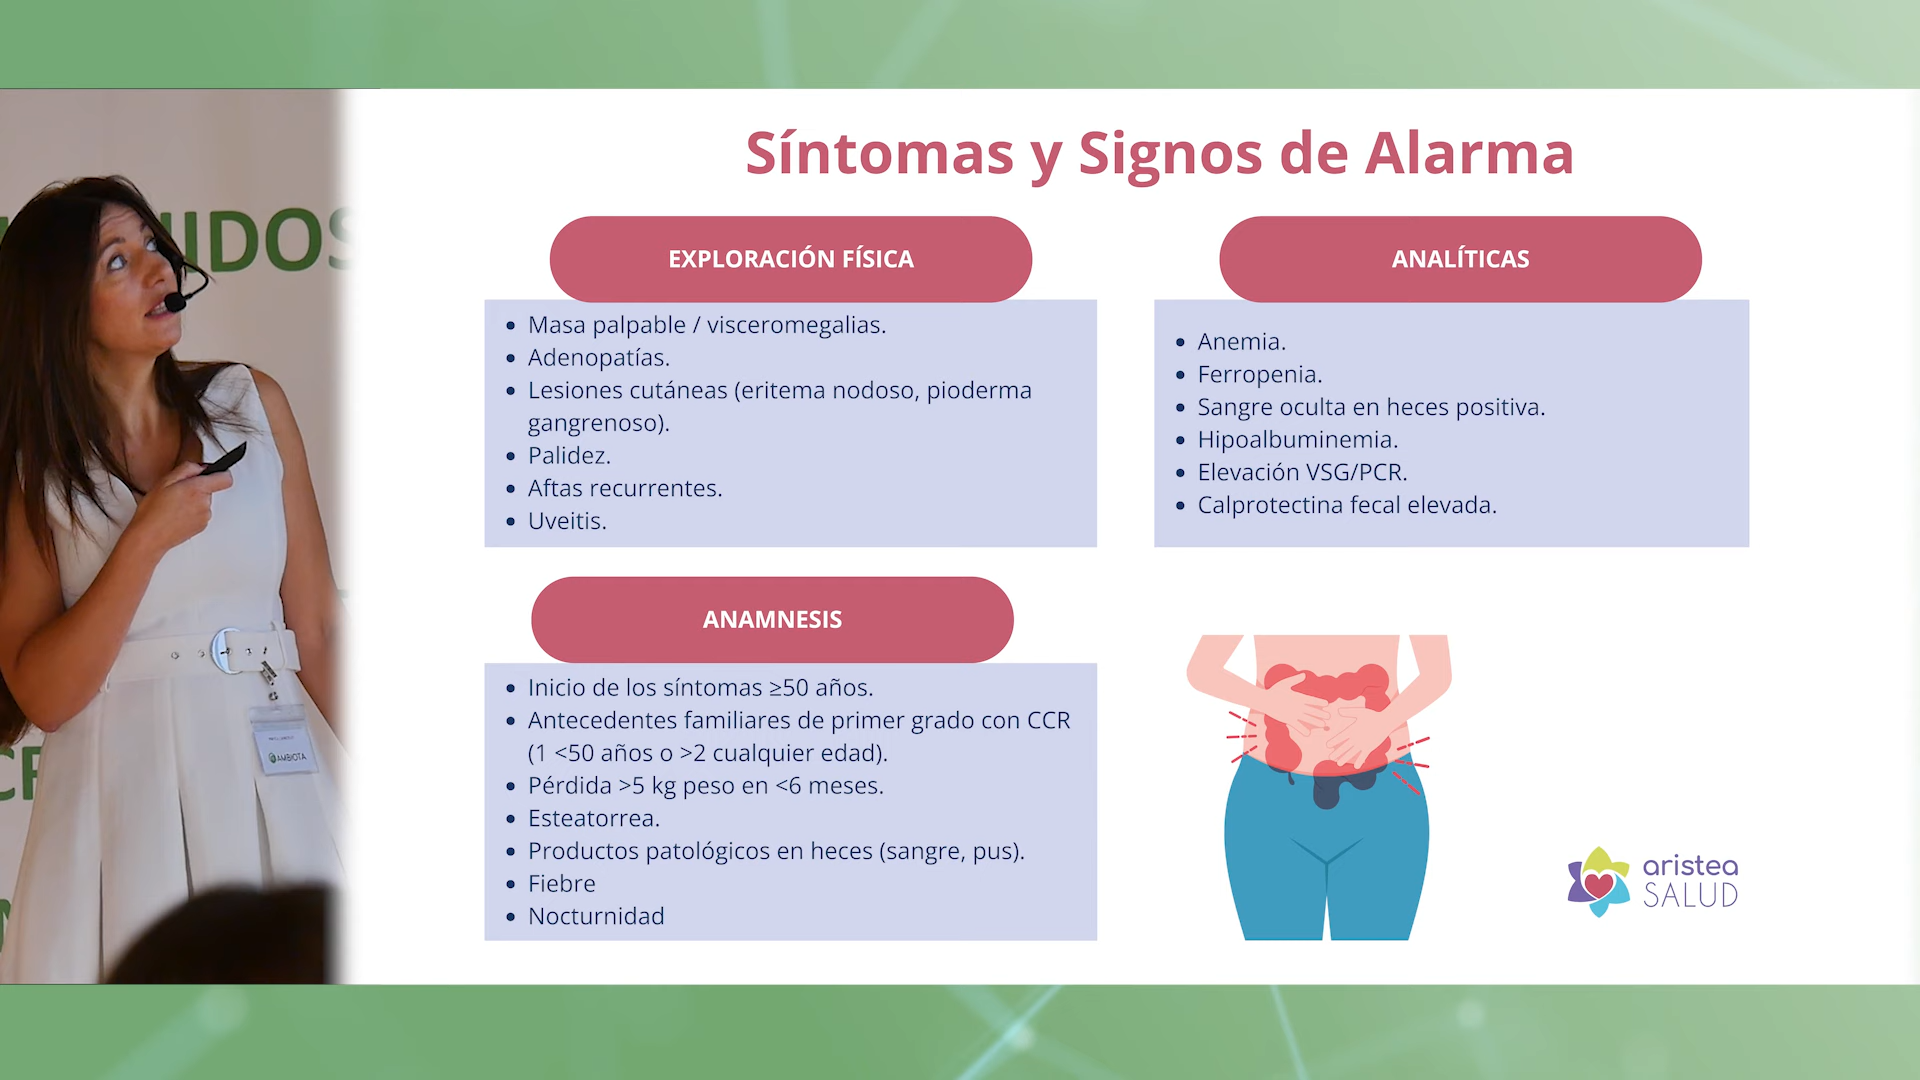 Síntomas y Signos de Alarma
EXPLORACIÓN FÍSICA
• Masa palpable / visceromegalias.
• Adenopatías.
• Lesiones cutáneas (eritema nodoso, pioderma
gangrenoso).
• Palidez.
• Aftas recurrentes.
• Uveitis.
ANALÍTICAS
• Anemia.
• Ferropenia.
• Sangre oculta en heces positiva.
• Hipoalbuminemia.
• Elevación VSG/PCR.
• Calprotectina fecal elevada.
ANAMNESIS
• Inicio de los síntomas ≥50 años.
• Antecedentes familiares de primer grado con CCR
(1 <50 años o >2 cualquier edad).
• Pérdida >5 kg peso en <6 meses.
• Esteatorrea.
• Productos patológicos en heces (sangre, pus).
• Fiebre
• Nocturnidad
aristea
SALUD
AMBIOTA